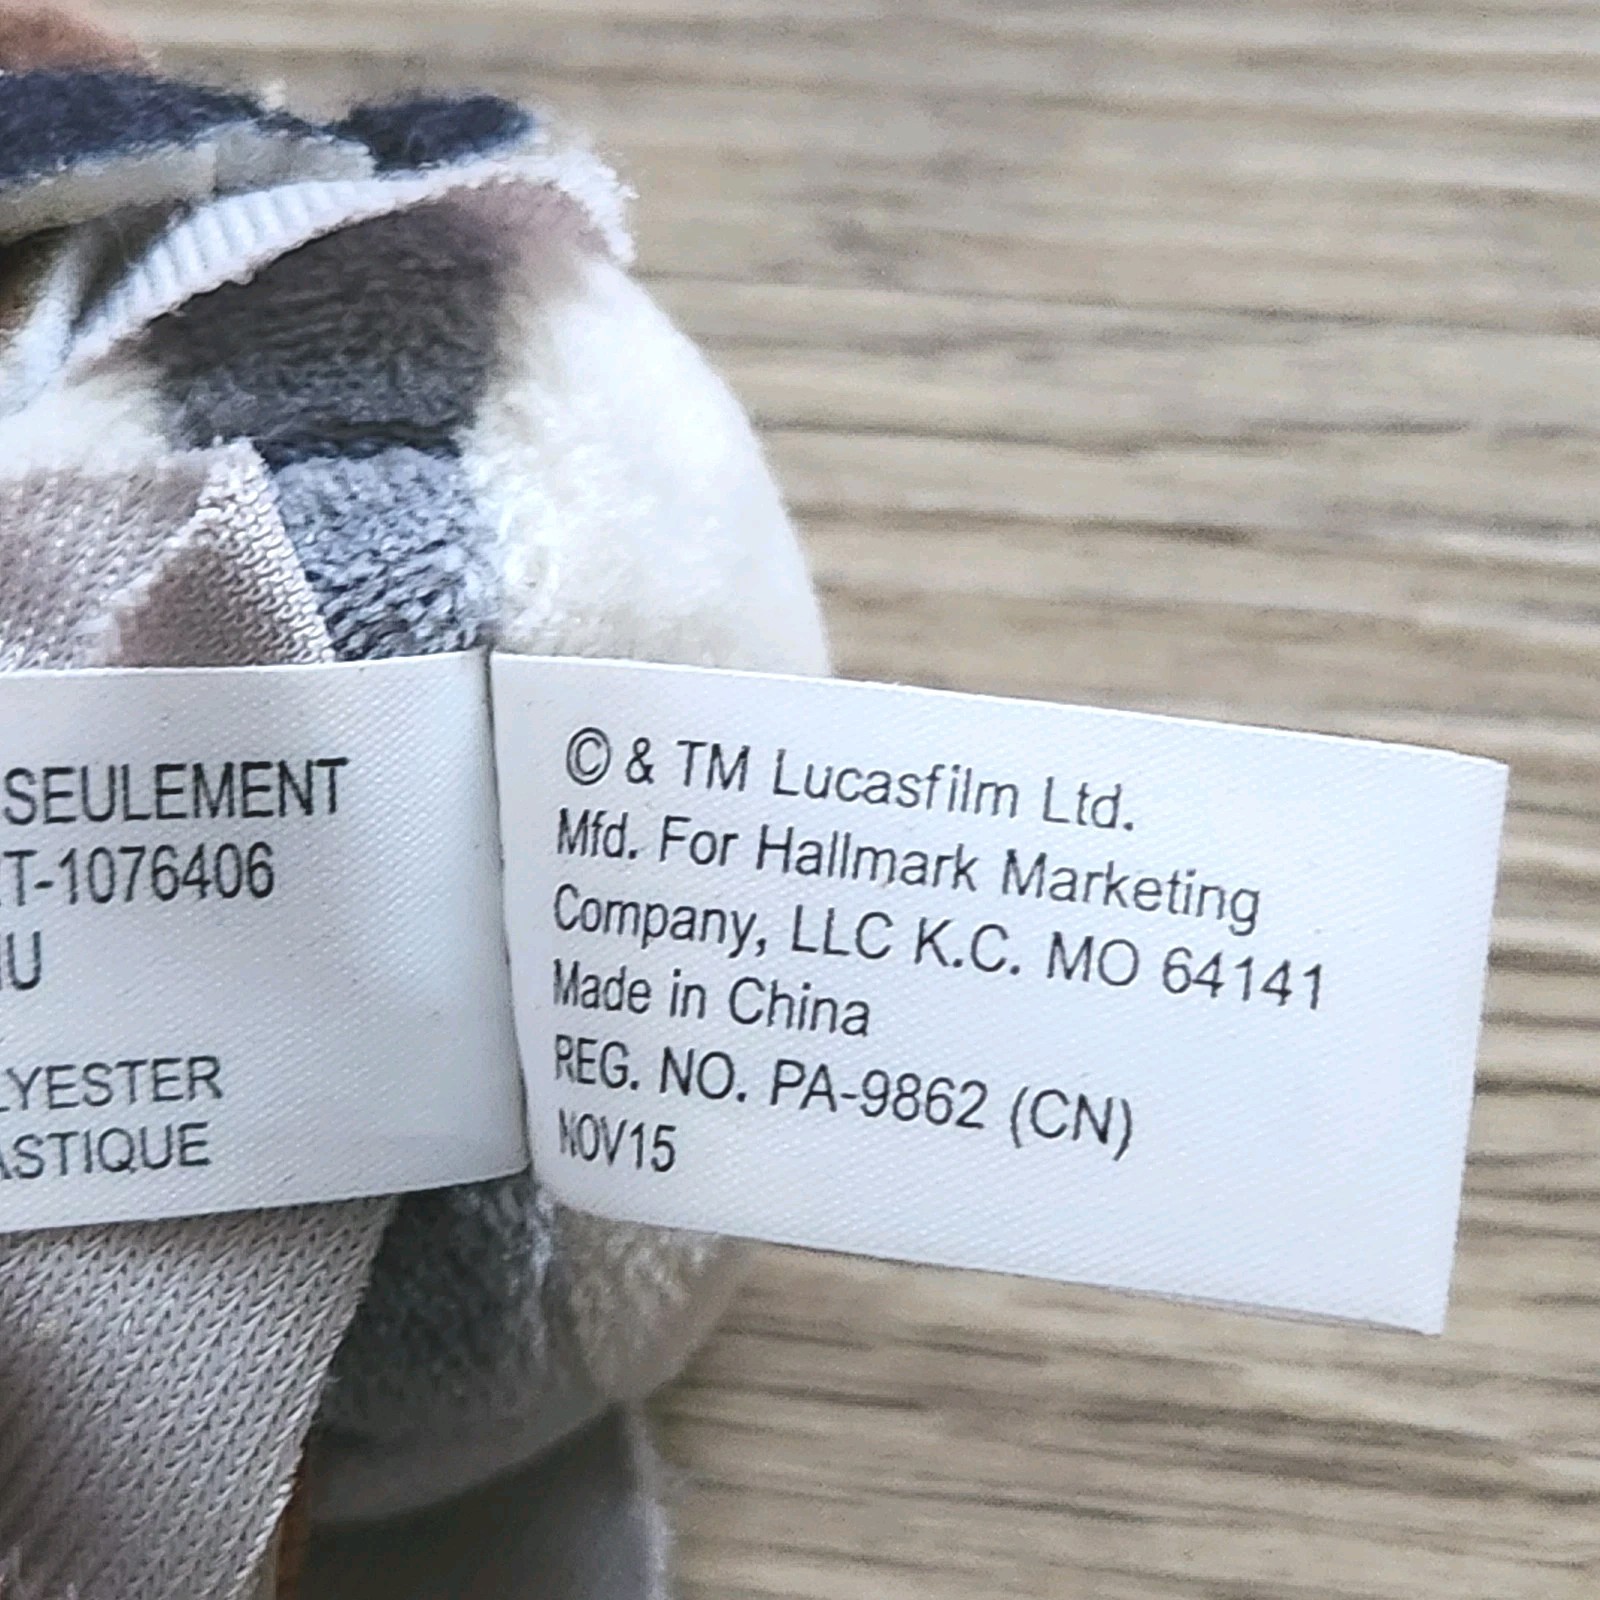 SEULEMENT
T-1076406
U
LYESTER
ASTIQUE
© & TM Lucasfilm Ltd.
Mfd. For Hallmark Marketing
Company, LLC K.C. MO 64141
Made in China
REG. NO. PA-9862 (CN)
NOV15